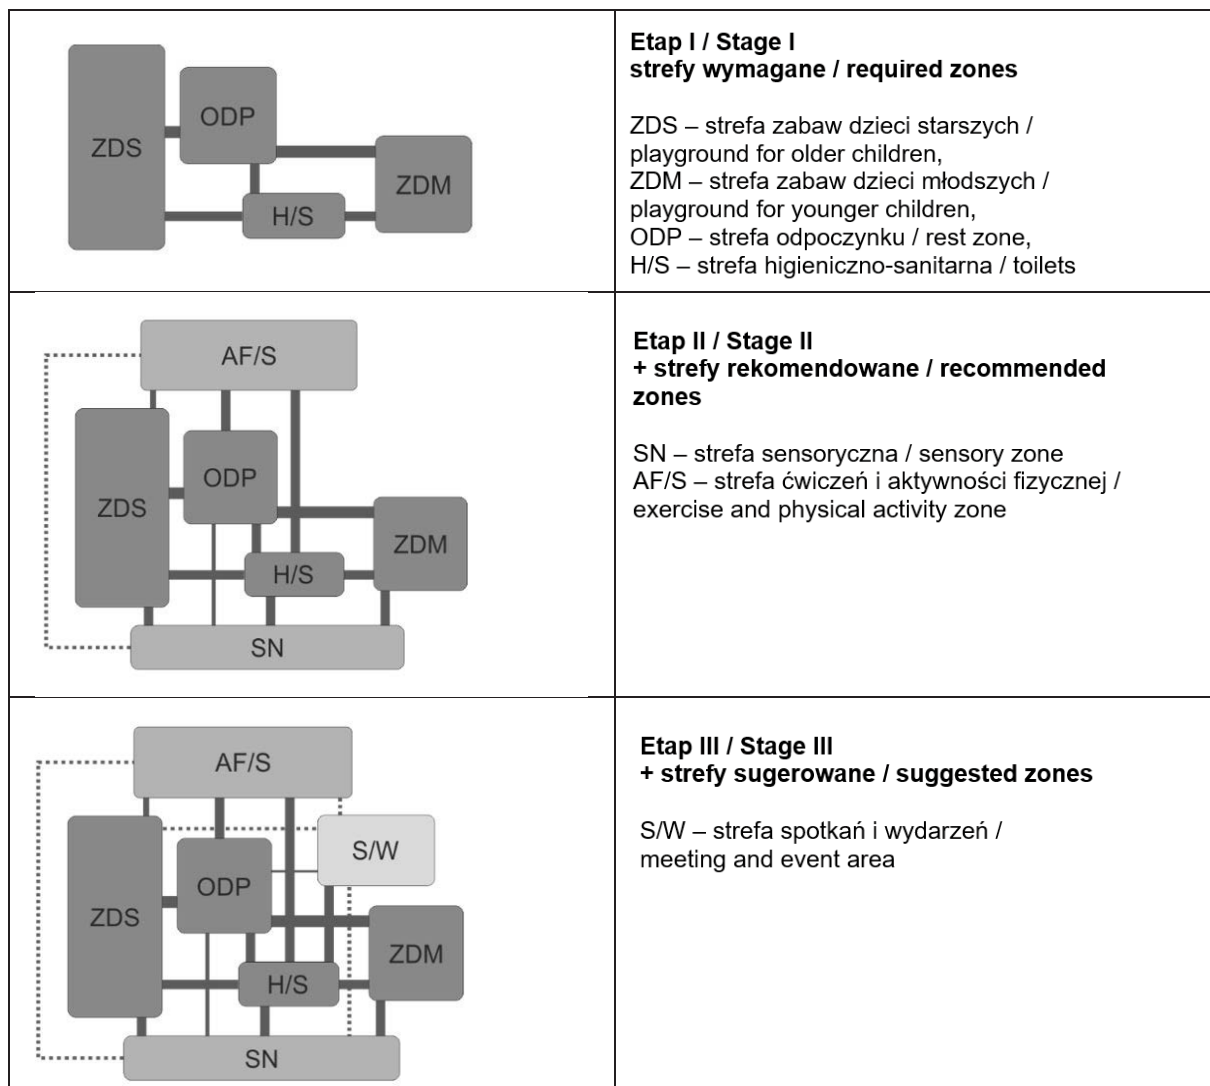 ZDS
ODP
ZDM
H/S
Etap I / Stage I
strefy wymagane / required zones
ZDS – strefa zabaw dzieci starszych /
playground for older children,
ZDM – strefa zabaw dzieci młodszych /
playground for younger children,
ODP – strefa odpoczynku / rest zone,
H/S – strefa higieniczno-sanitarna / toilets
AF/S
ZDS
ODP
ZDM
H/S
SN
Etap II / Stage II
+ strefy rekomendowane / recommended
zones
SN – strefa sensoryczna / sensory zone
AF/S – strefa ćwiczeń i aktywności fizycznej /
exercise and physical activity zone
AF/S
S/W
ODP
ZDS
ZDM
H/S
SN
Etap III / Stage III
+ strefy sugerowane / suggested zones
S/W – strefa spotkań i wydarzeń /
meeting and event area